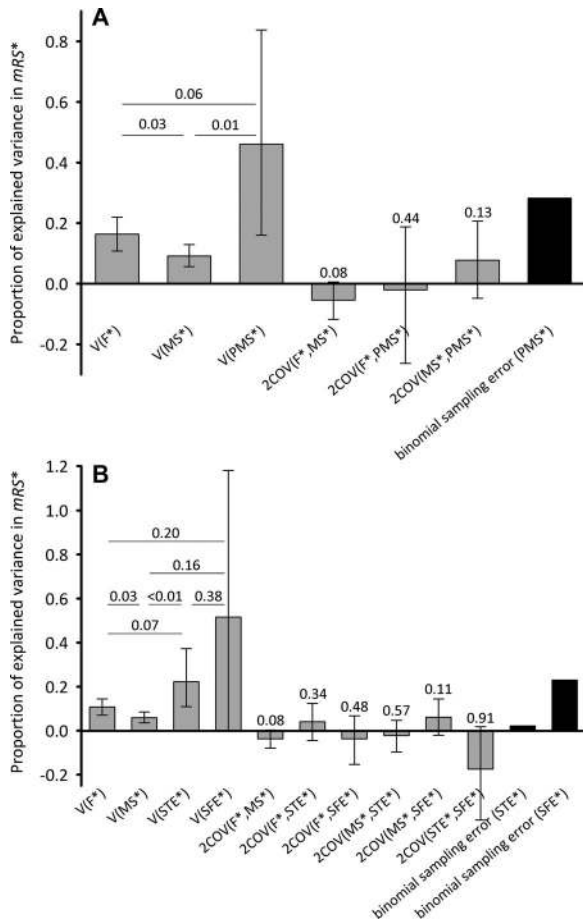 A
Proportion of explained variance in mRS*
0.8
0.6
0.4
0.2
0.0
-0.2
0.06
0.03
0.01
0.08
0.44
0.13
V(F*)
V(MS*)
V(PMS*)
2COV(F*,MS*)
2COV(F*,PMS*)
2COV(MS*,PMS*)
binomial sampling error (PMS*)
B
Proportion of explained variance in mRS*
1.2
1.0
0.8
0.6
0.4
0.2
0.0
-0.2
0.20
0.16
0.03
<0.01
0.38
0.07
0.08
0.34
0.48
0.57
0.11
0.91
V(F*)
V(MS*)
V(STE*)
V(SFE*)
2COV(F*,MS*)
2COV(F*,STE*)
2COV(F*,SFE*)
2COV(MS*,STE*)
2COV(MS*,SFE*)
2COV(STE*,SFE*)
binomial sampling error (STE*)
binomial sampling error (SFE*)